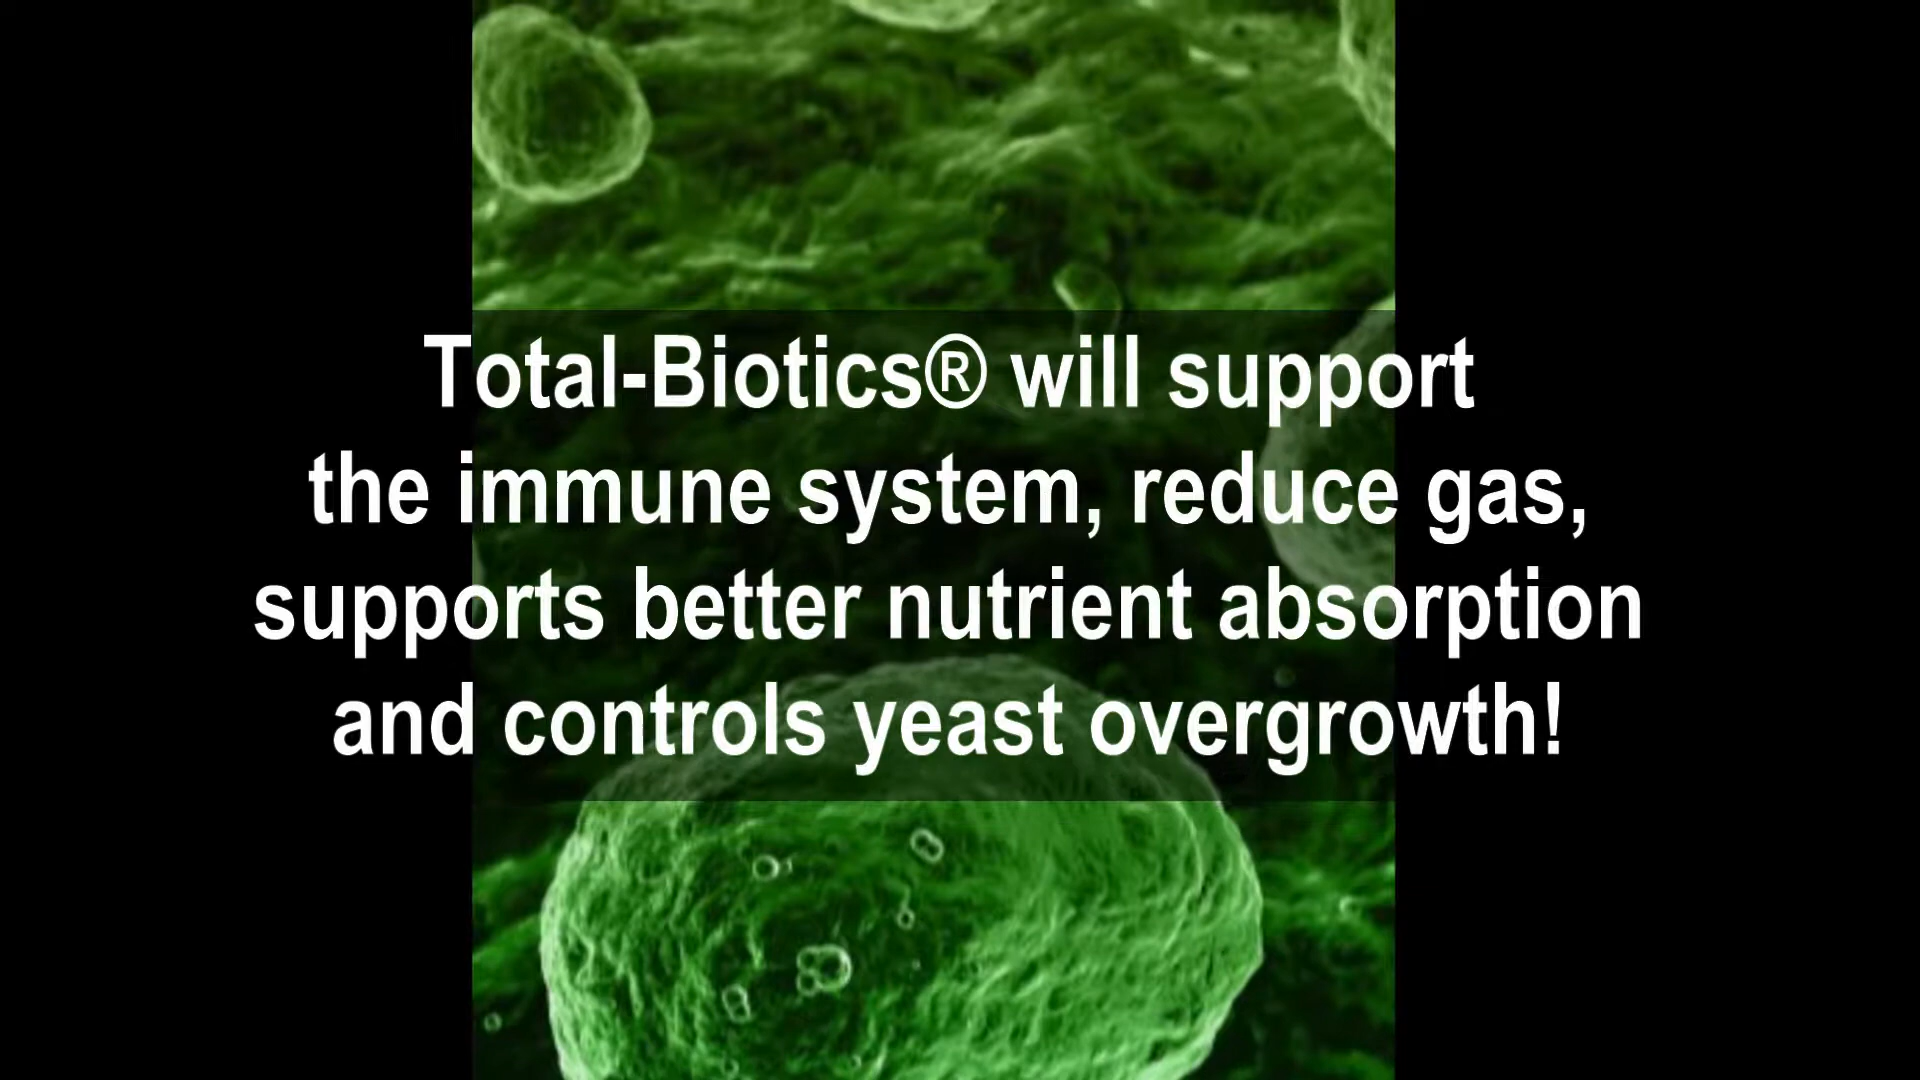 Total-Biotics® will support
the immune system, reduce gas,
supports better nutrient absorption
and controls yeast overgrowth!